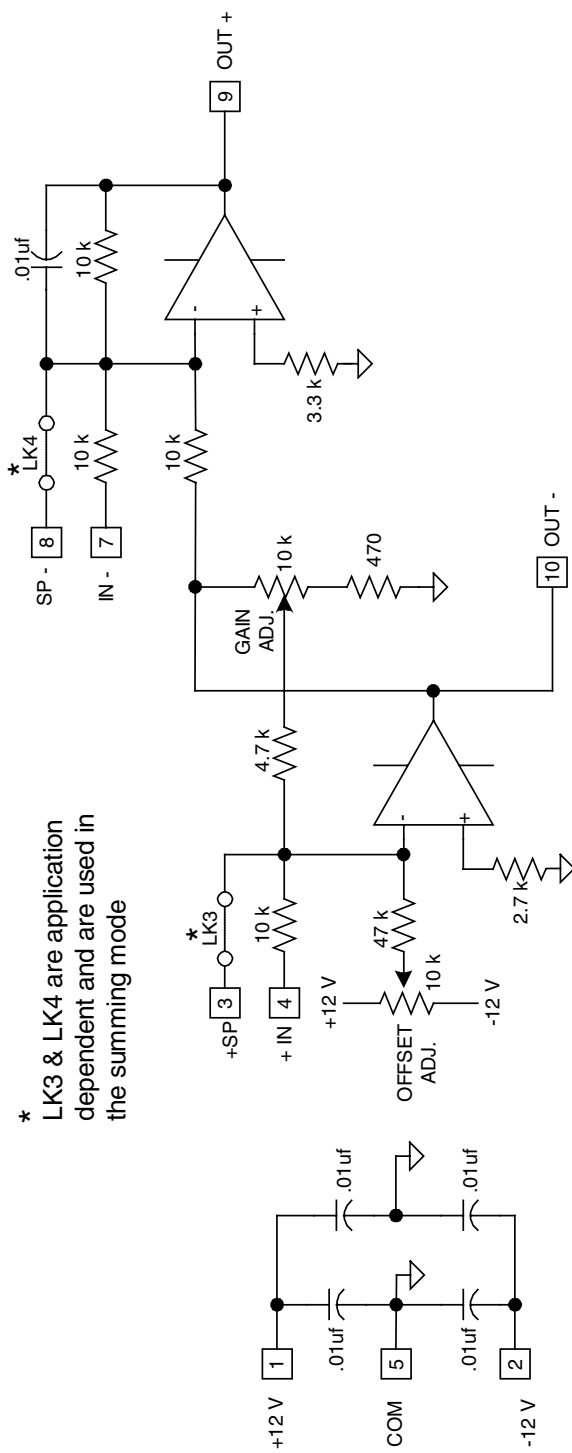 *
LK3 & LK4 are application
dependent and are used in
the summing mode
+12 V
1
.01uf
.01uf
COM
5
.01uf
.01uf
-12 V
2
+SP
3
*
LK3
+ IN
4
10 k
4.7 k
+12 V
OFFSET
ADJ.
10 k
-12 V
47 k
-
+
2.7 k
GAIN
ADJ.
10 k
470
10
OUT -
SP -
8
*
LK4
IN -
7
10 k
10 k
.01uf
10 k
-
+
3.3 k
9
OUT +